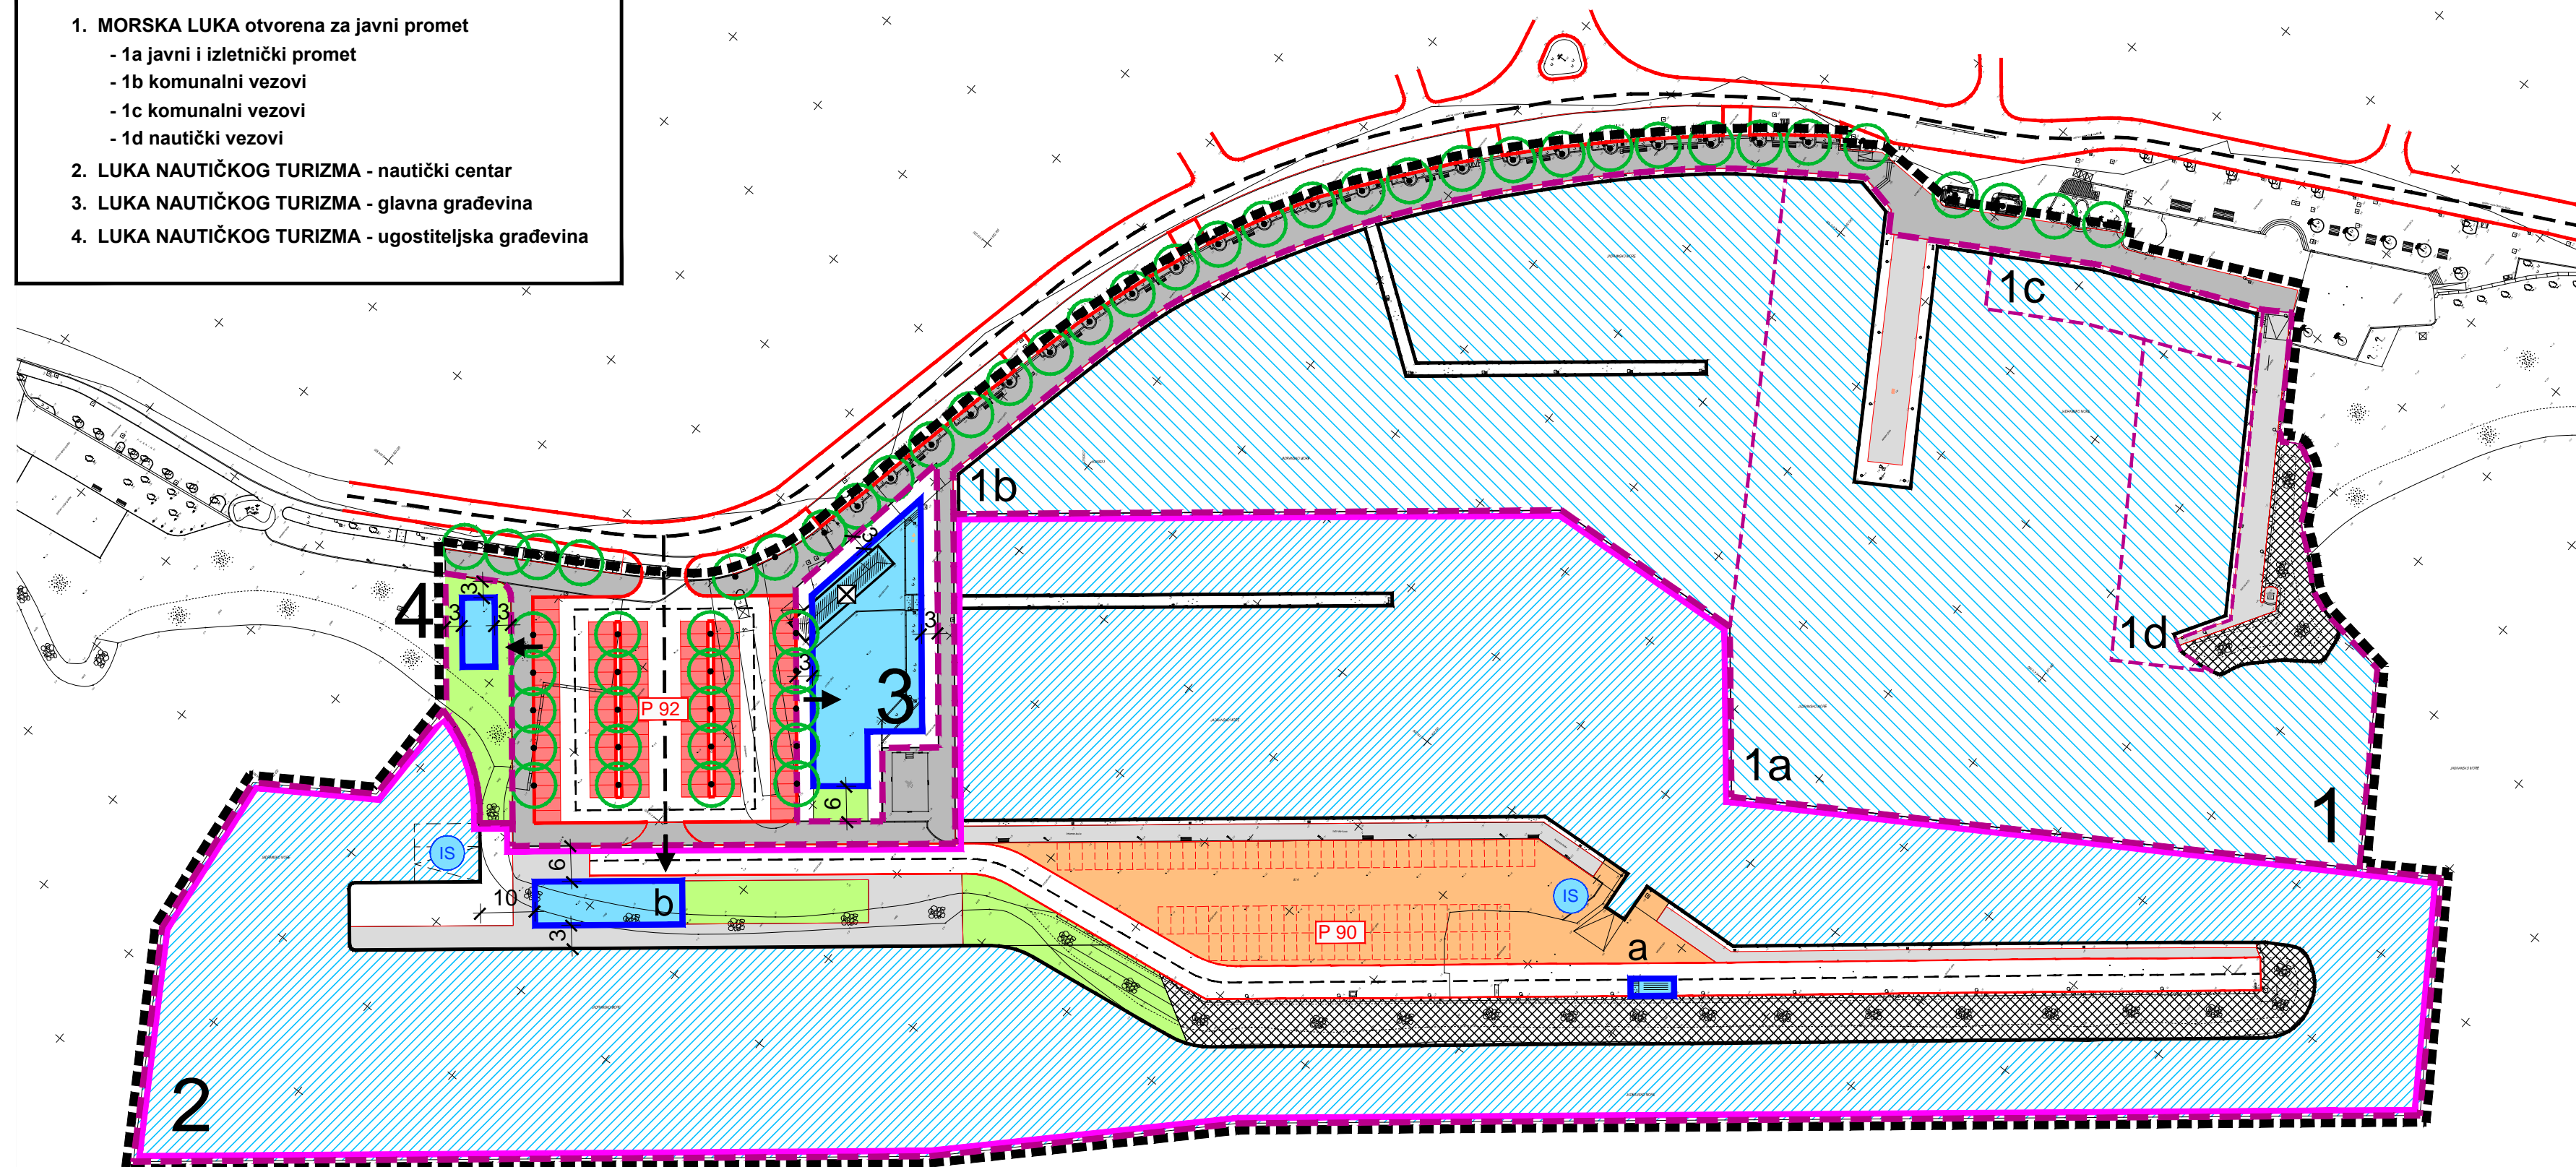 1. MORSKA LUKA otvorena za javni promet
- 1a javni i izletnički promet
- 1b komunalni vezovi
- 1c komunalni vezovi
- 1d nautički vezovi
2. LUKA NAUTIČKOG TURIZMA - nautički centar
3. LUKA NAUTIČKOG TURIZMA - glavna građevina
4. LUKA NAUTIČKOG TURIZMA - ugostiteljska građevina
1c
1b
3
4
3
3
3
3
1d
3
3
P 92
1a
1
6
IS
6
10
b
IS
3
P 90
a
2